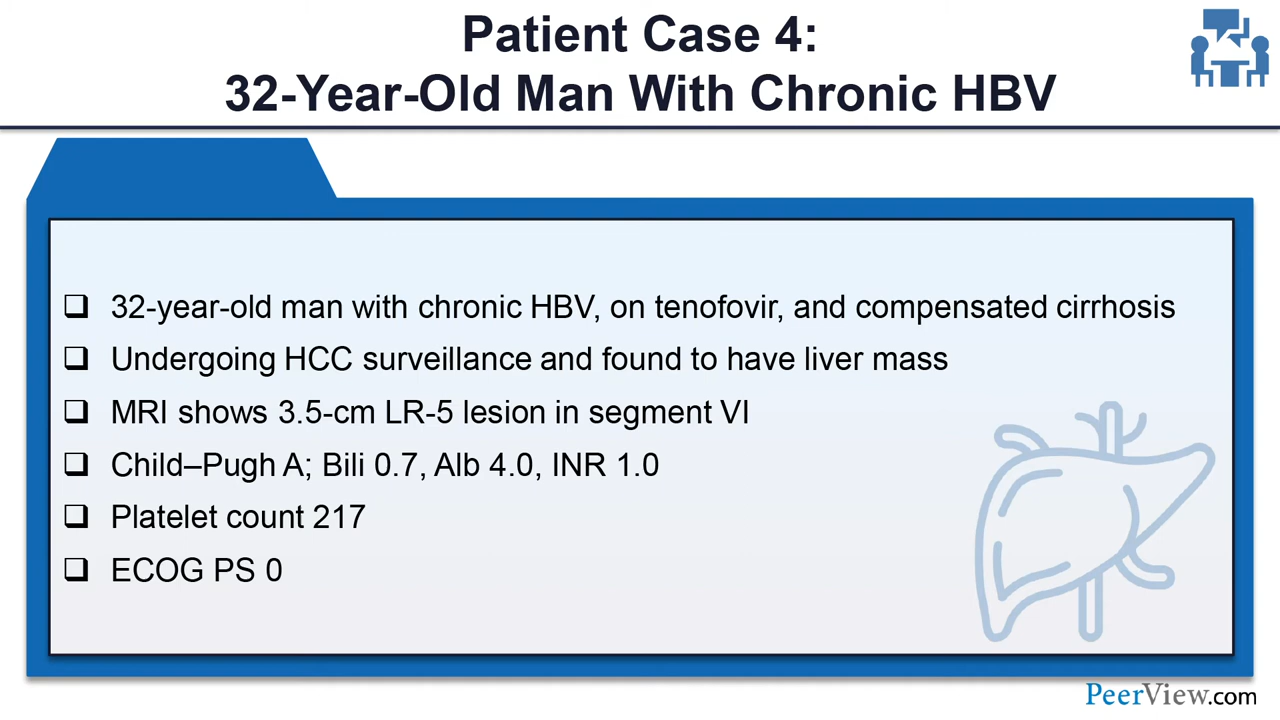 Patient Case 4:
32-Year-Old Man With Chronic HBV
❑ 32-year-old man with chronic HBV, on tenofovir, and compensated cirrhosis
❑ Undergoing HCC surveillance and found to have liver mass
❑ MRI shows 3.5-cm LR-5 lesion in segment VI
❑ Child–Pugh A; Bili 0.7, Alb 4.0, INR 1.0
❑ Platelet count 217
❑ ECOG PS 0
PeerView.com